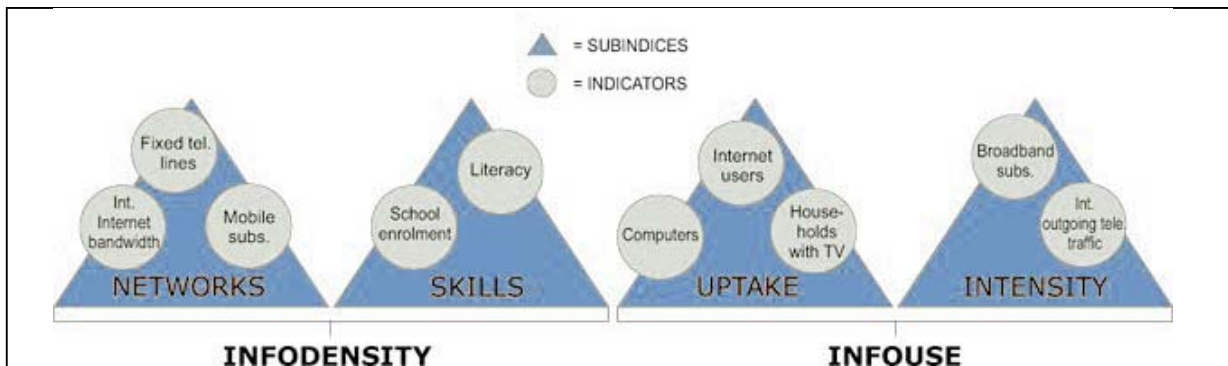 = SUBINDICES
= INDICATORS
Fixed tel.
lines
Int.
Internet
bandwidth
Mobile
subs.
NETWORKS
Literacy
School
enrolment
SKILLS
Internet
users
Computers
House-
holds
with TV
UPTAKE
Broadband
subs.
Int.
outgoing tele.
traffic
INTENSITY
INFODENSITY
INFOUSE